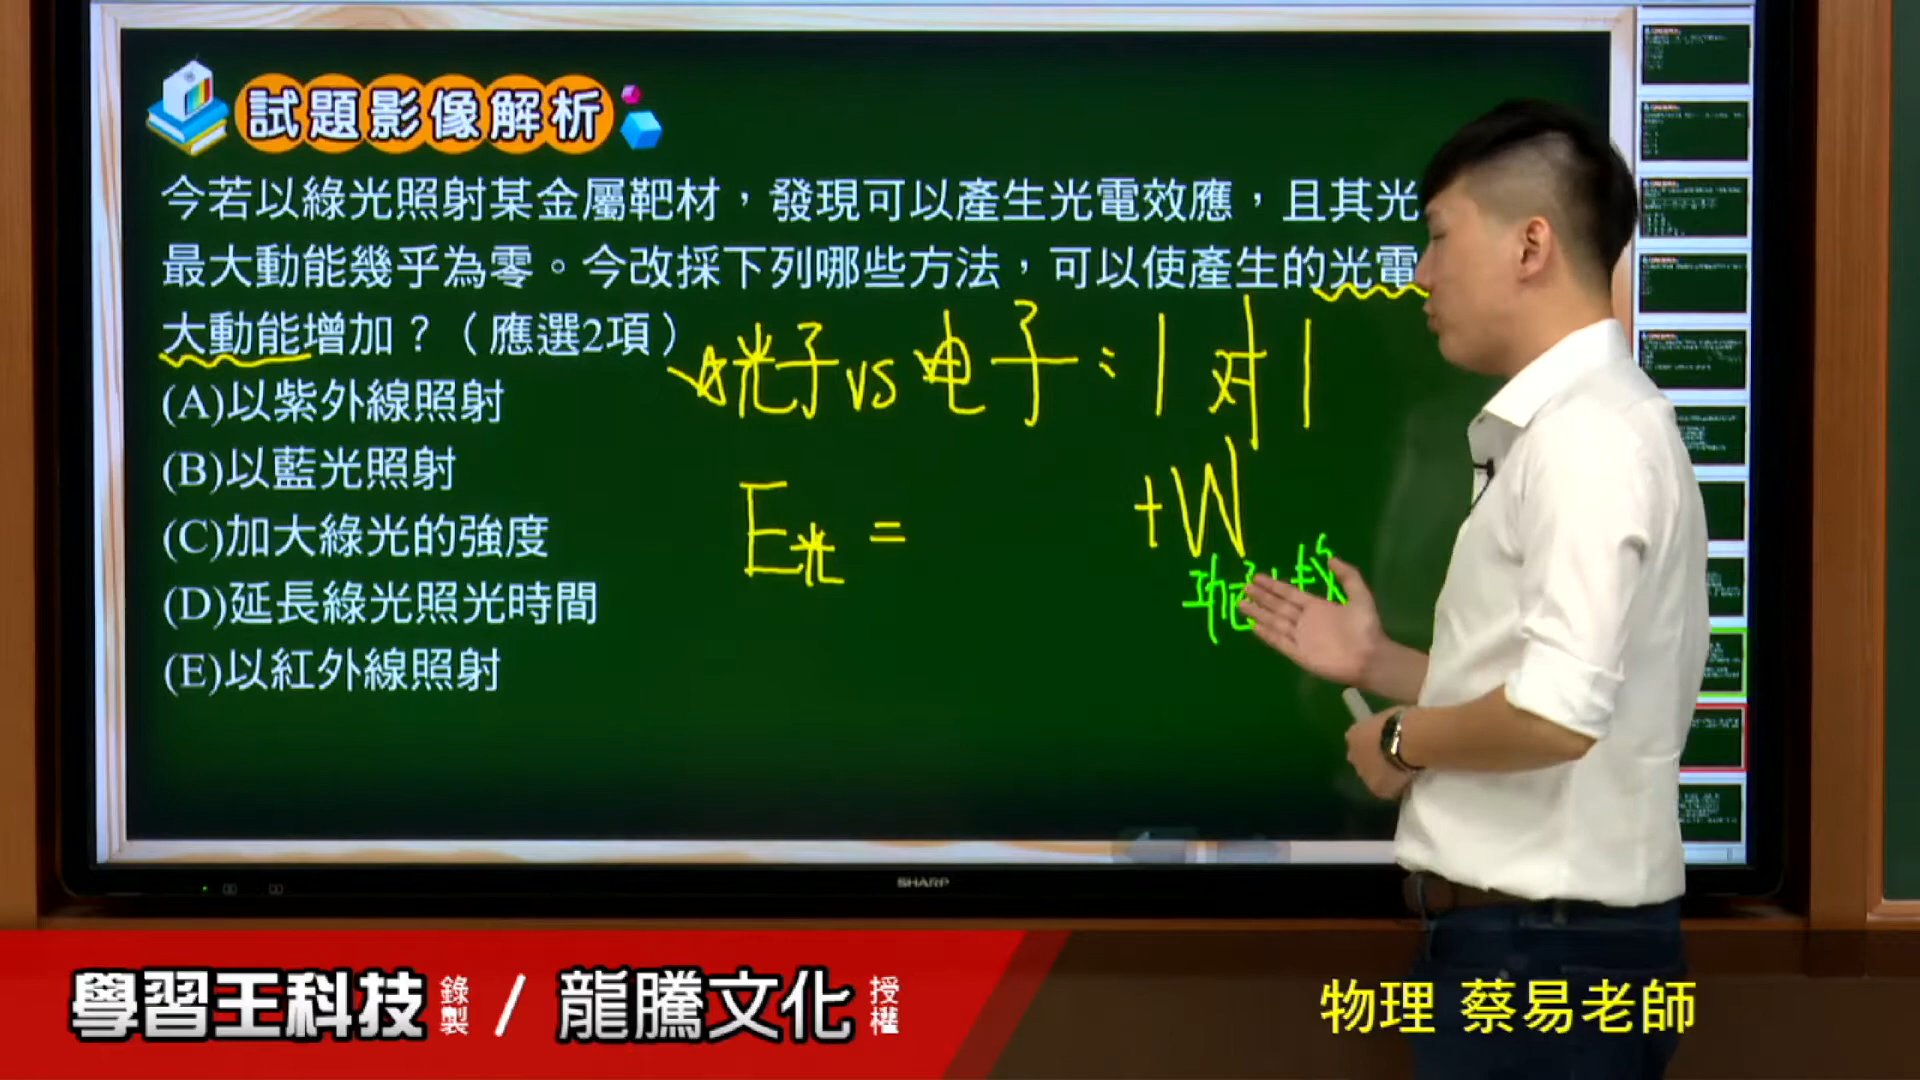 試題影像解析
今若以綠光照射某金屬靶材，發現可以產生光電效應，且其光
最大動能幾乎為零。今改採下列哪些方法，可以使產生的光電
大動能增加？（應選2項）
☆光子 vs 电子：1 对 1
(A)以紫外線照射
(B)以藍光照射
E光 = +W
(C)加大綠光的強度
(D)延長綠光照光時間
(E)以紅外線照射
SHARP
學習王科技 錄製 / 龍騰文化 授權
物理 蔡易老師